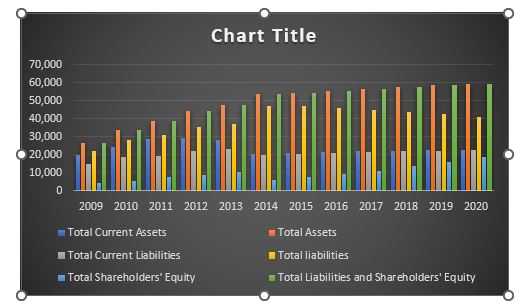 Chart Title
70,000
60,000
50,000
40,000
30,000
20,000
10,000
0
2009 2010 2011 2012 2013 2014 2015 2016 2017 2018 2019 2020
Total Current Assets Total Assets
Total Current Liabilities Total liabilities
Total Shareholders' Equity Total Liabilities and Shareholders' Equity